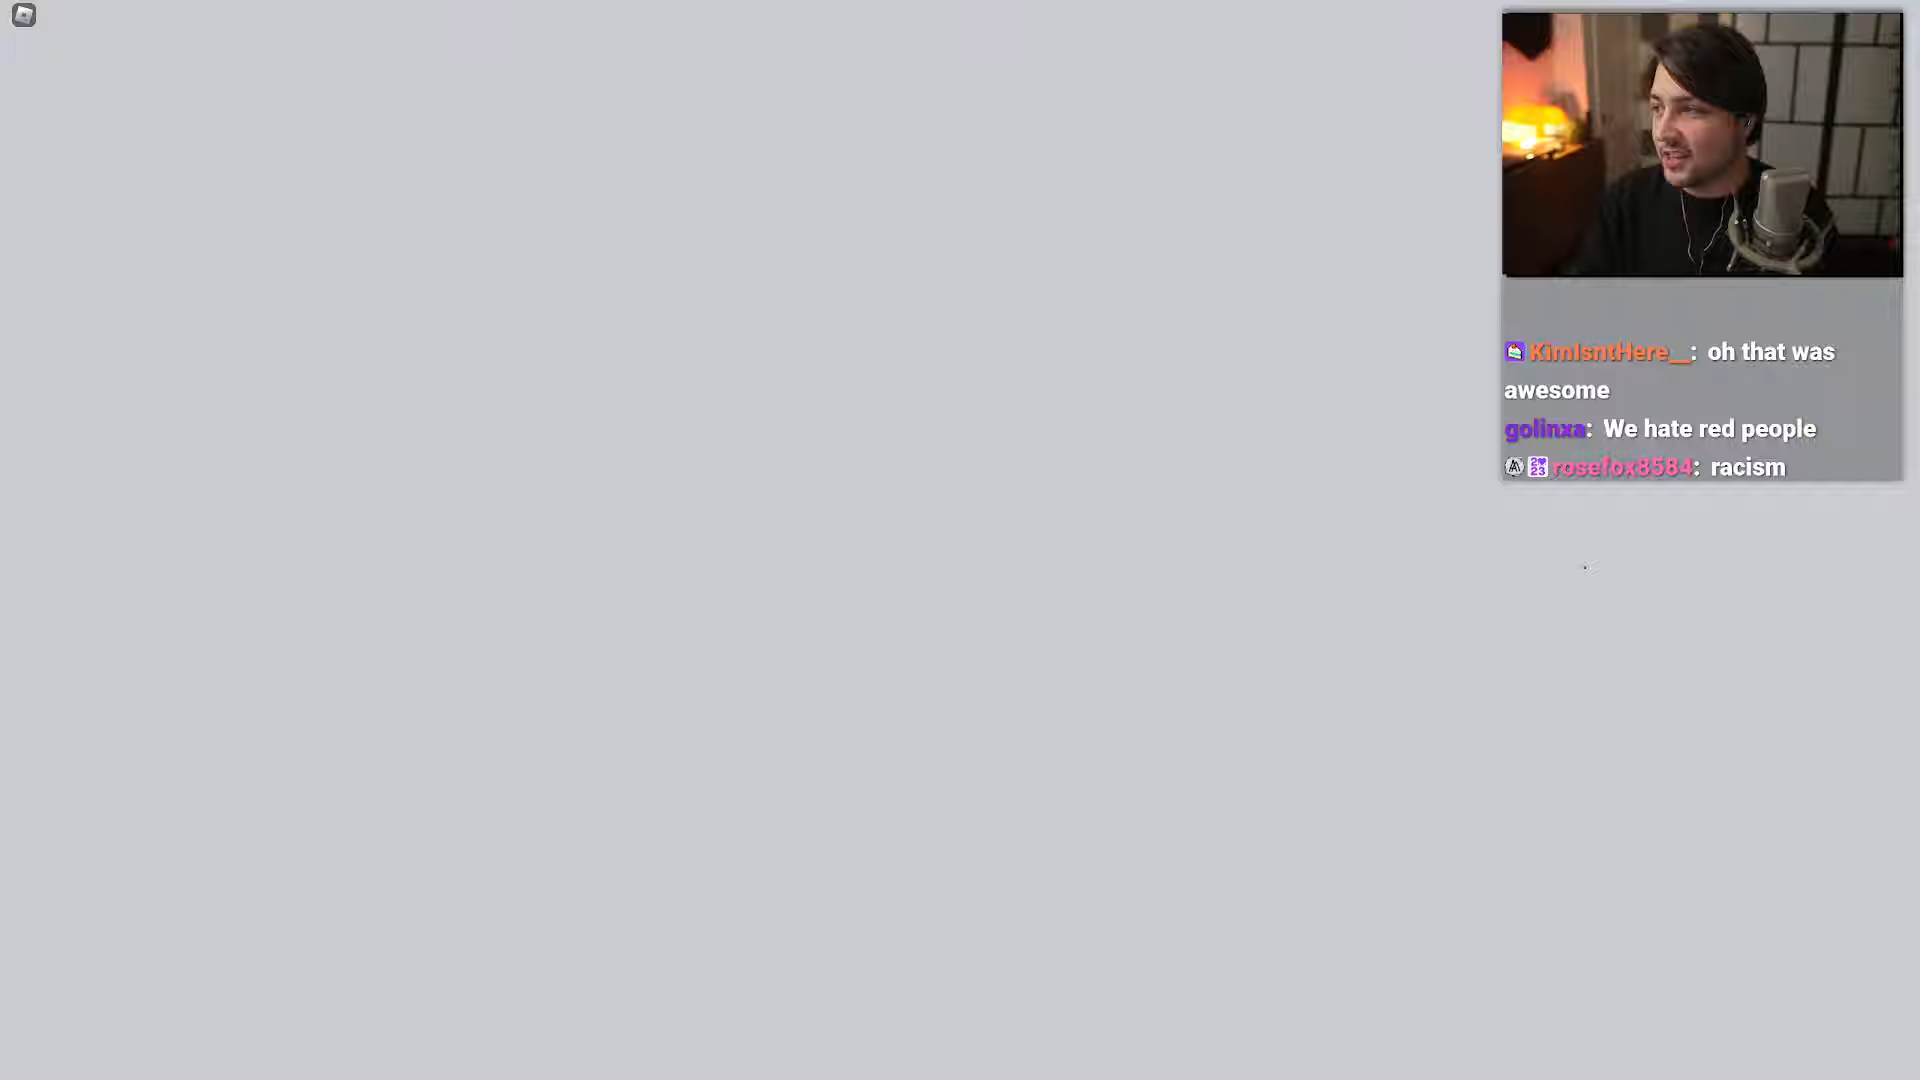 KimIsntHere__: oh that was
awesome
golinxa: We hate red people
rosefox8584: racism